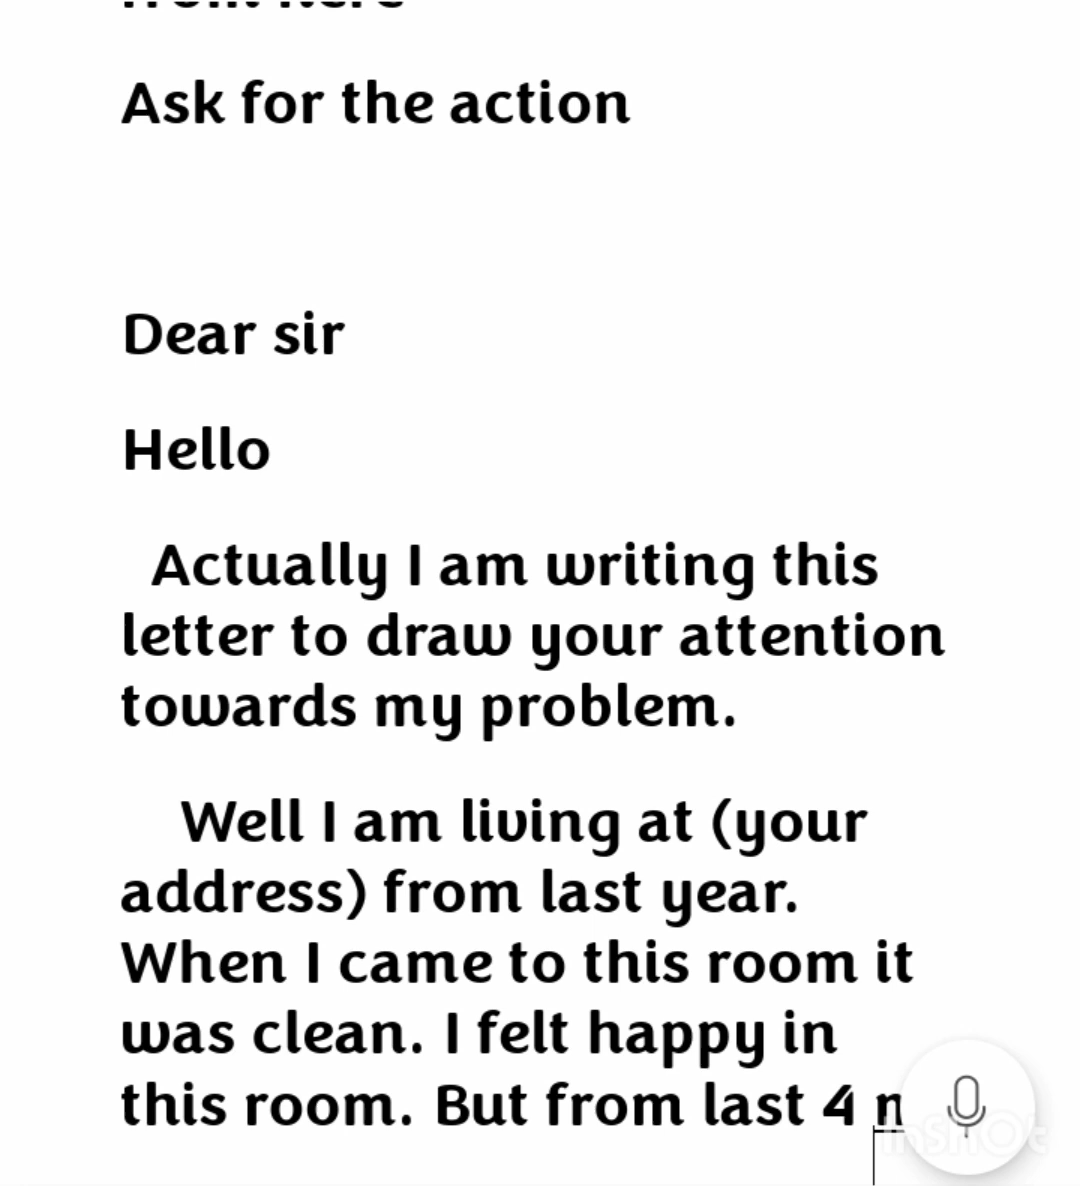 Ask for the action
Dear sir
Hello
Actually I am writing this
letter to draw your attention
towards my problem.
Well I am living at (your
address) from last year.
When I came to this room it
was clean. I felt happy in
this room. But from last 4
InShOt